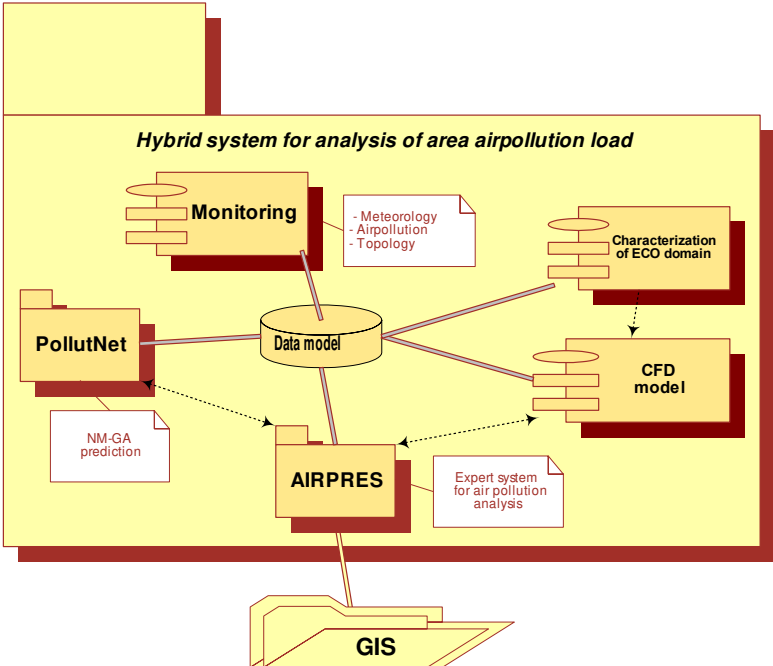 Hybrid system for analysis of area airpollution load
Monitoring
- Meteorology
- Airpollution
- Topology
Characterization
of ECO domain
PollutNet
Data model
CFD
model
NM-GA
prediction
AIRPRES
Expert system
for air pollution
analysis
GIS